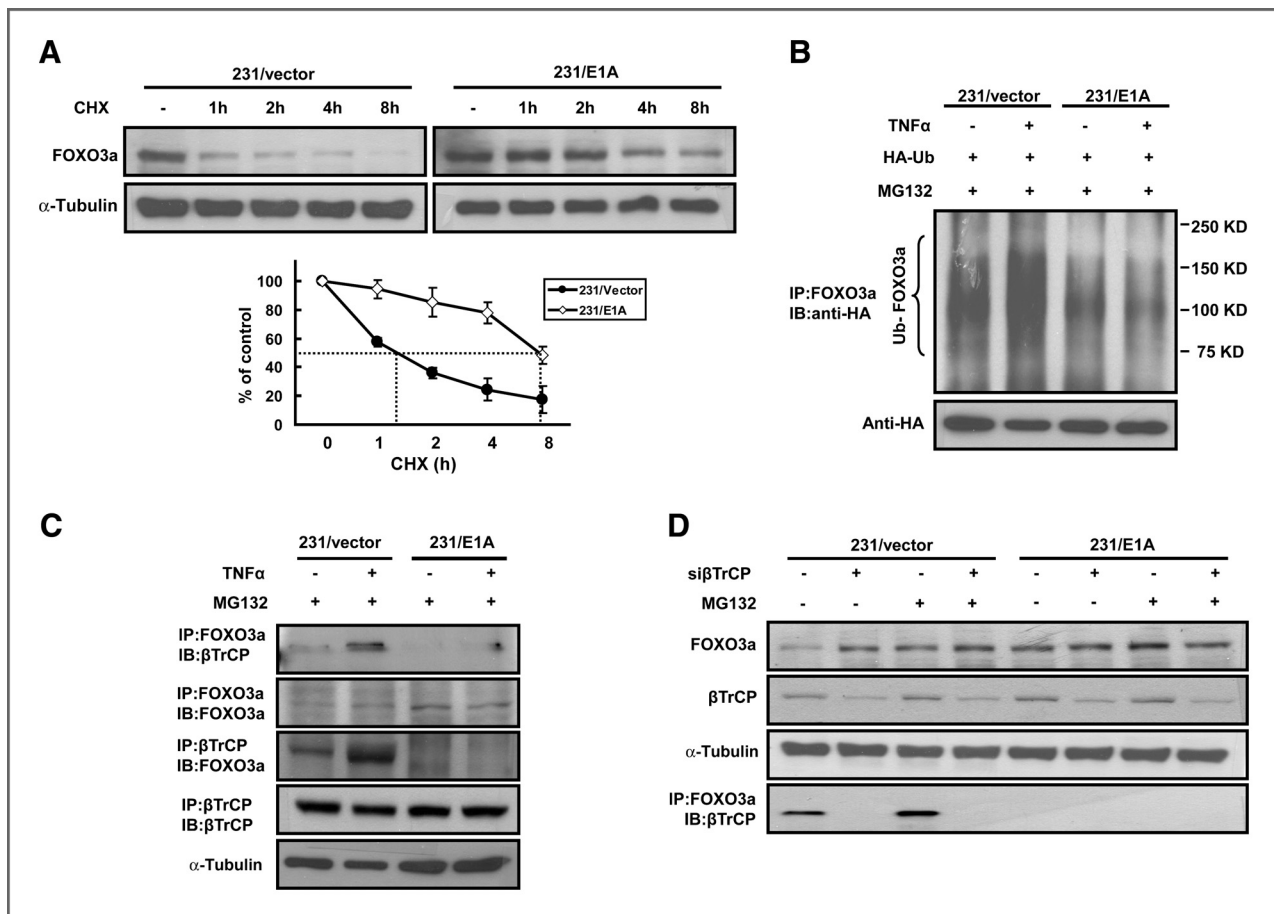 A
231/vector
231/E1A
CHX - 1h 2h 4h 8h - 1h 2h 4h 8h
FOXO3a
α-Tubulin
100
80
60
40
20
0
% of control
231/Vector
231/E1A
0 1 2 4 8
CHX (h)
B
231/vector 231/E1A
TNFα - + - +
HA-Ub + + + +
MG132 + + + +
250 KD
150 KD
100 KD
75 KD
IP:FOXO3a
IB:anti-HA
Ub- FOXO3a
Anti-HA
C
231/vector 231/E1A
TNFα - + - +
MG132 + + + +
IP:FOXO3a
IB:βTrCP
IP:FOXO3a
IB:FOXO3a
IP:βTrCP
IB:FOXO3a
IP:βTrCP
IB:βTrCP
α-Tubulin
D
231/vector 231/E1A
siβTrCP - + - + - + - +
MG132 - - + + - - + +
FOXO3a
βTrCP
α-Tubulin
IP:FOXO3a
IB:βTrCP